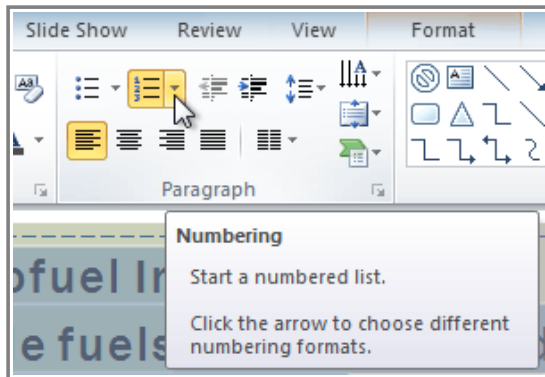 Slide Show Review View Format
Paragraph
Numbering
Start a numbered list.
Click the arrow to choose different
numbering formats.
ofuel In
e fuels